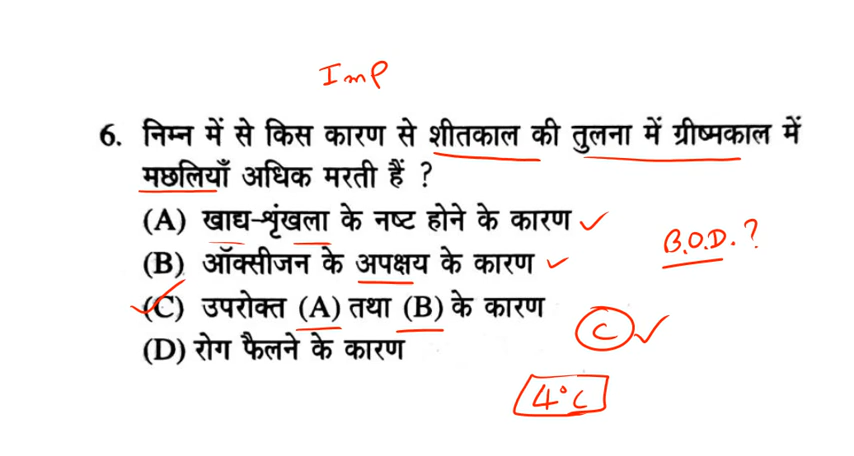 Imp
6. निम्न में से किस कारण से शीतकाल की तुलना में ग्रीष्मकाल में
मछलियाँ अधिक मरती हैं ?
(A) खाद्य-शृंखला के नष्ट होने के कारण
(B) ऑक्सीजन के अपक्षय के कारण
(C) उपरोक्त (A) तथा (B) के कारण
(D) रोग फैलने के कारण
B.O.D. ?
C
4°C